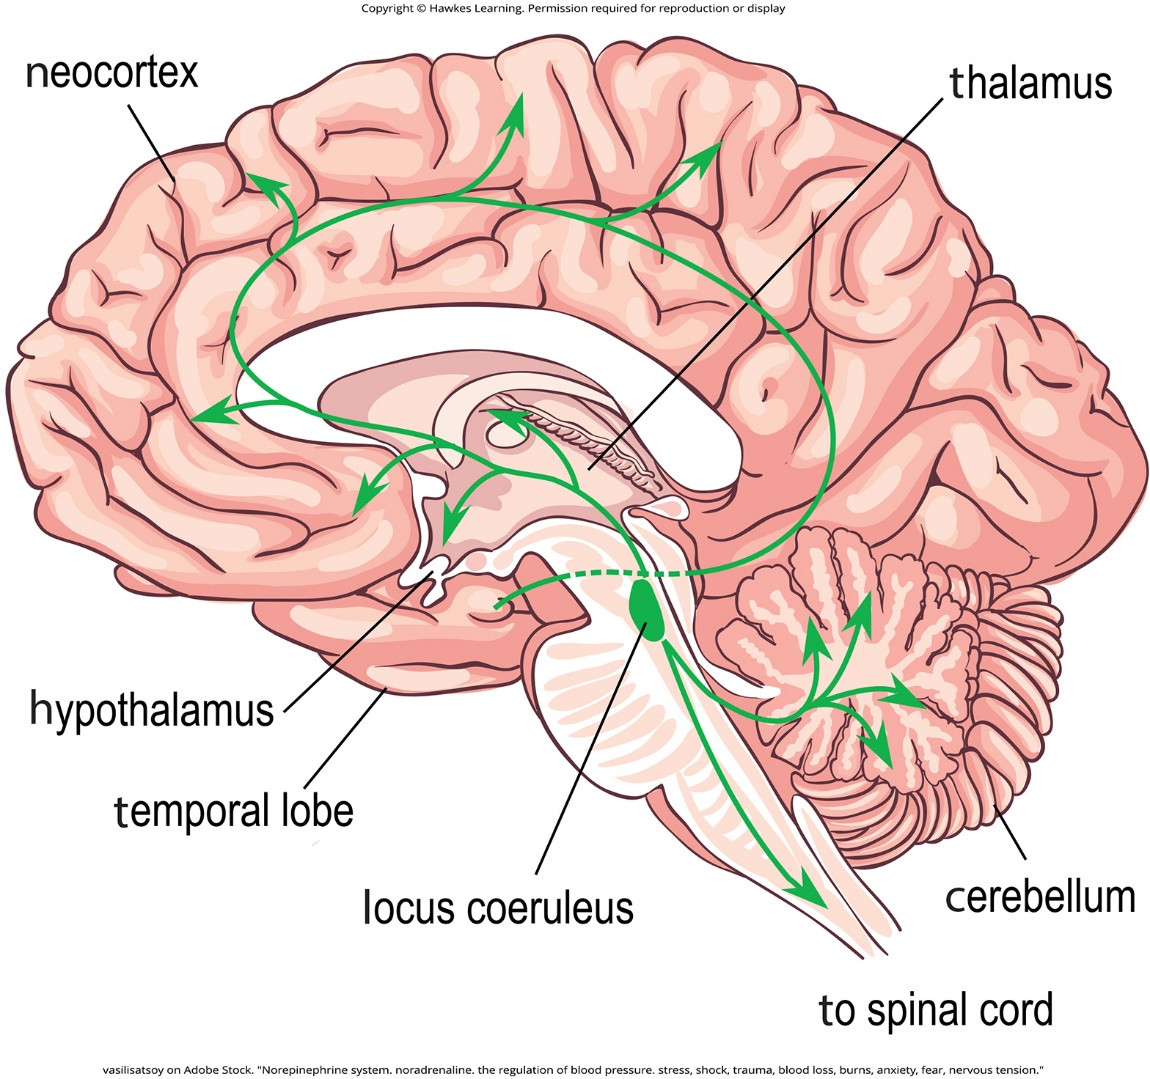 Copyright © Hawkes Learning. Permission required for reproduction or display
neocortex
thalamus
hypothalamus
temporal lobe
locus coeruleus
cerebellum
to spinal cord
vasilisatsoy on Adobe Stock. "Norepinephrine system. noradrenaline. the regulation of blood pressure. stress, shock, trauma, blood loss, burns, anxiety, fear, nervous tension."